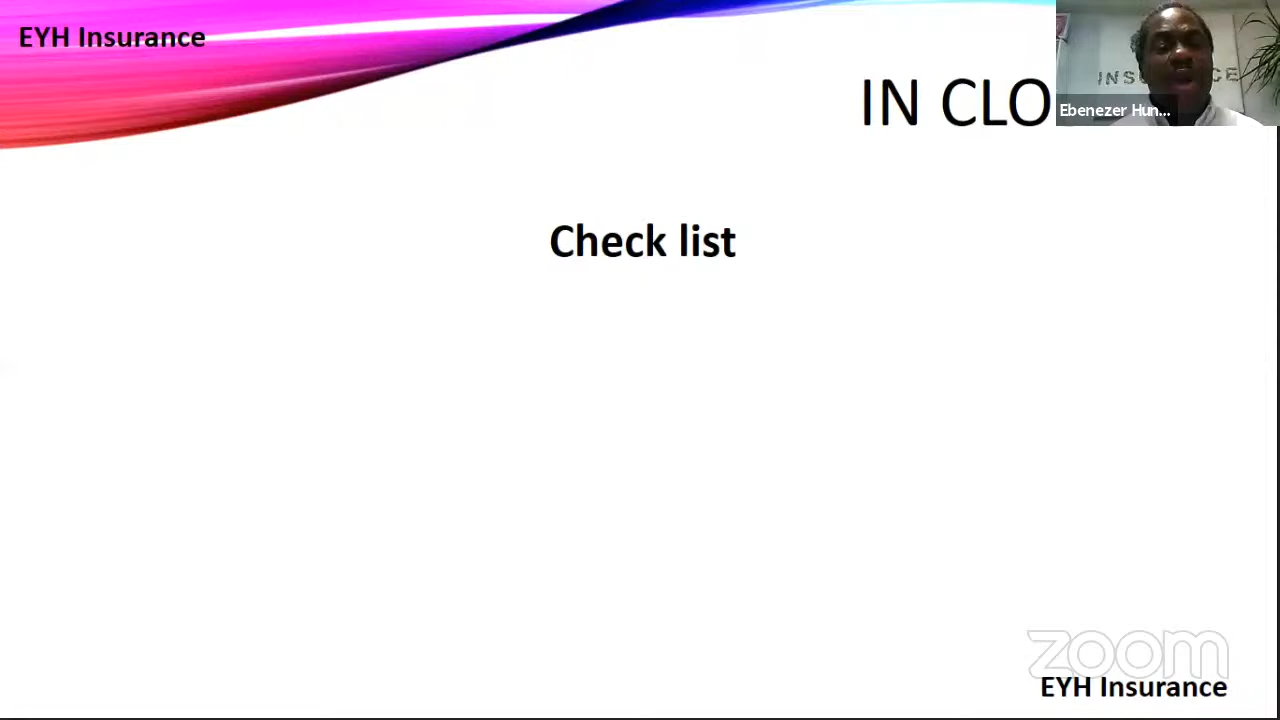 EYH Insurance
IN CLO
Ebenezer Hun...
Check list
zoom
EYH Insurance